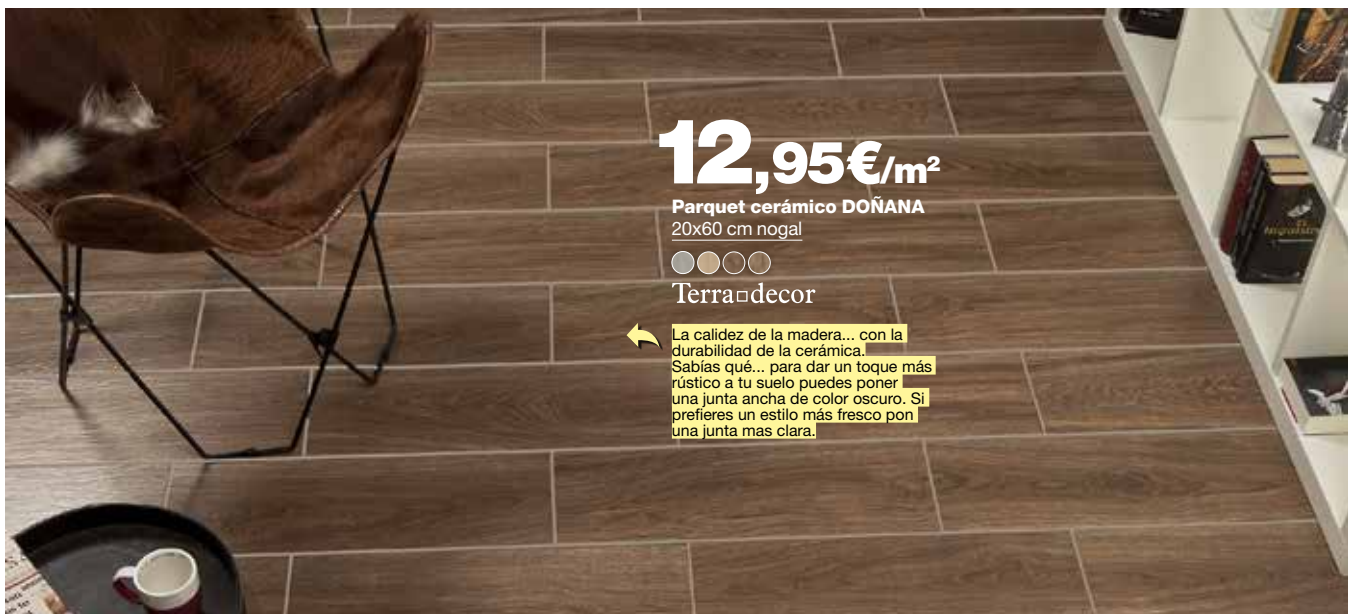 12,95€/m²
Parquet cerámico DOÑANA
20x60 cm nogal
Terra□decor
La calidez de la madera... con la
durabilidad de la cerámica.
Sabías qué... para dar un toque más
rústico a tu suelo puedes poner
una junta ancha de color oscuro. Si
prefieres un estilo más fresco pon
una junta mas clara.